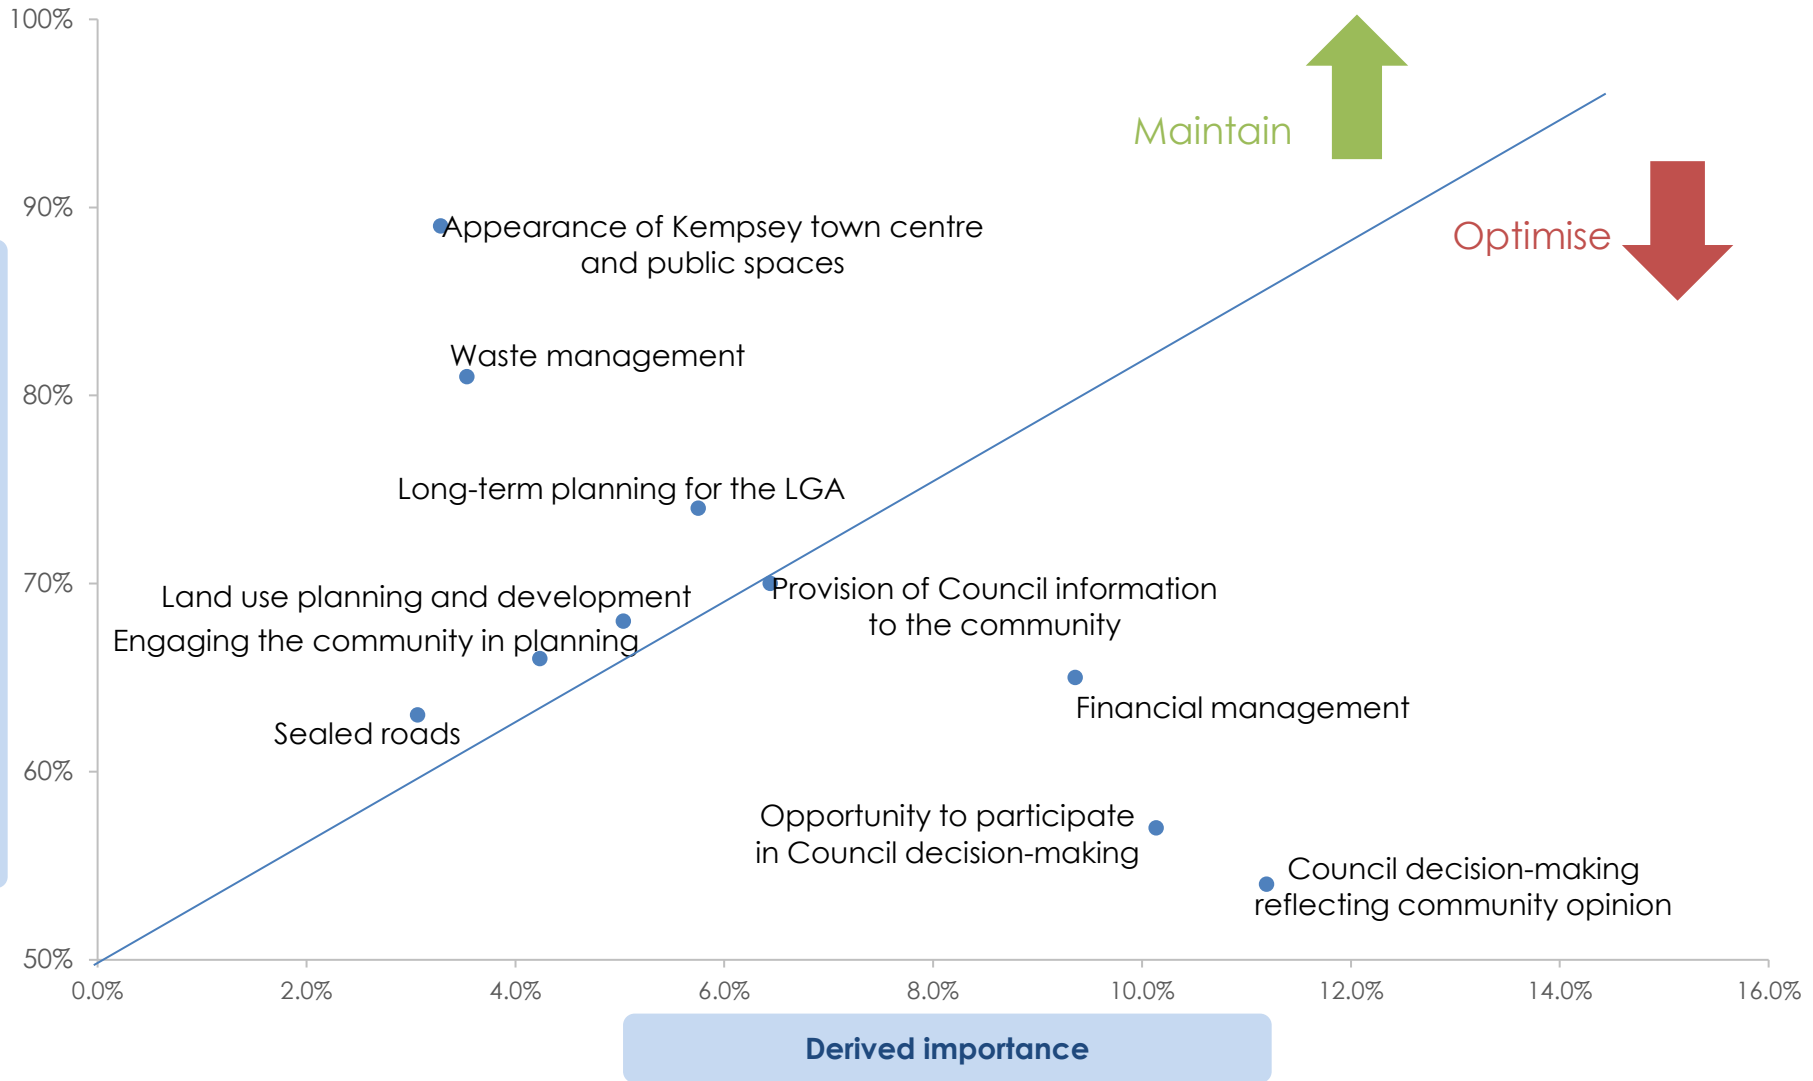 100%
Maintain
90%
Appearance of Kempsey town centre
and public spaces
Optimise
Waste management
80%
Long-term planning for the LGA
70%
Land use planning and development
Provision of Council information
to the community
Engaging the community in planning
Financial management
Sealed roads
60%
Opportunity to participate
in Council decision-making
Council decision-making
reflecting community opinion
50%
0.0% 2.0% 4.0% 6.0% 8.0% 10.0% 12.0% 14.0% 16.0%
Derived importance